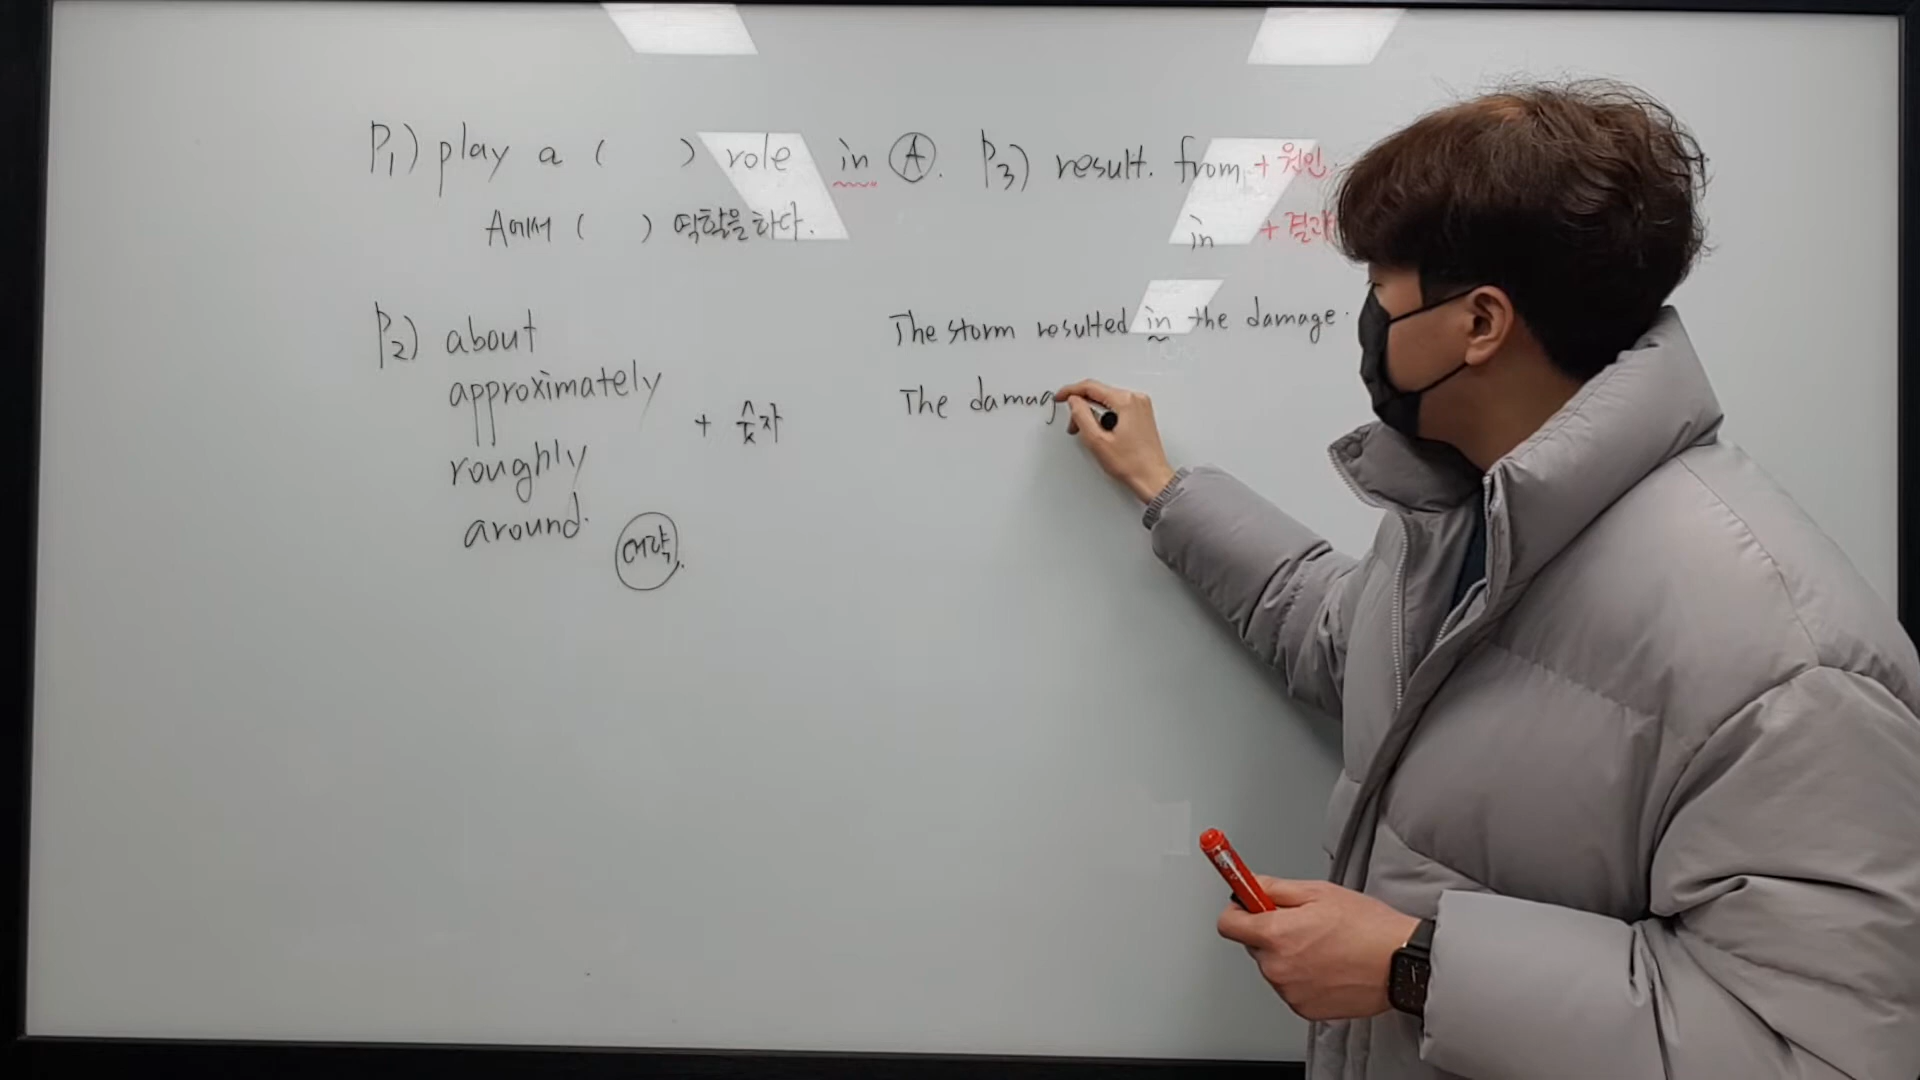 P1) play a (    ) role in Ⓐ.
A에서 (    ) 역할을 하다.
P2) about
approximately
roughly
around.
+ 숫자
대략.
P3) result. from + 원인.
in + 결과
The storm resulted in the damage.
The damag